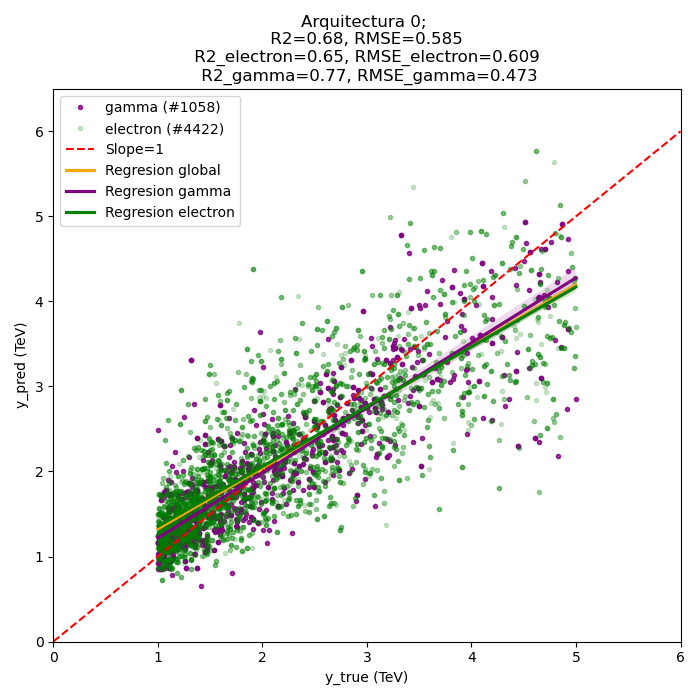 Arquitectura 0;
R2=0.68, RMSE=0.585
R2_electron=0.65, RMSE_electron=0.609
R2_gamma=0.77, RMSE_gamma=0.473
gamma (#1058)
electron (#4422)
Slope=1
Regresion global
Regresion gamma
Regresion electron
6
5
4
3
2
1
0
y_pred (TeV)
0 1 2 3 4 5 6
y_true (TeV)